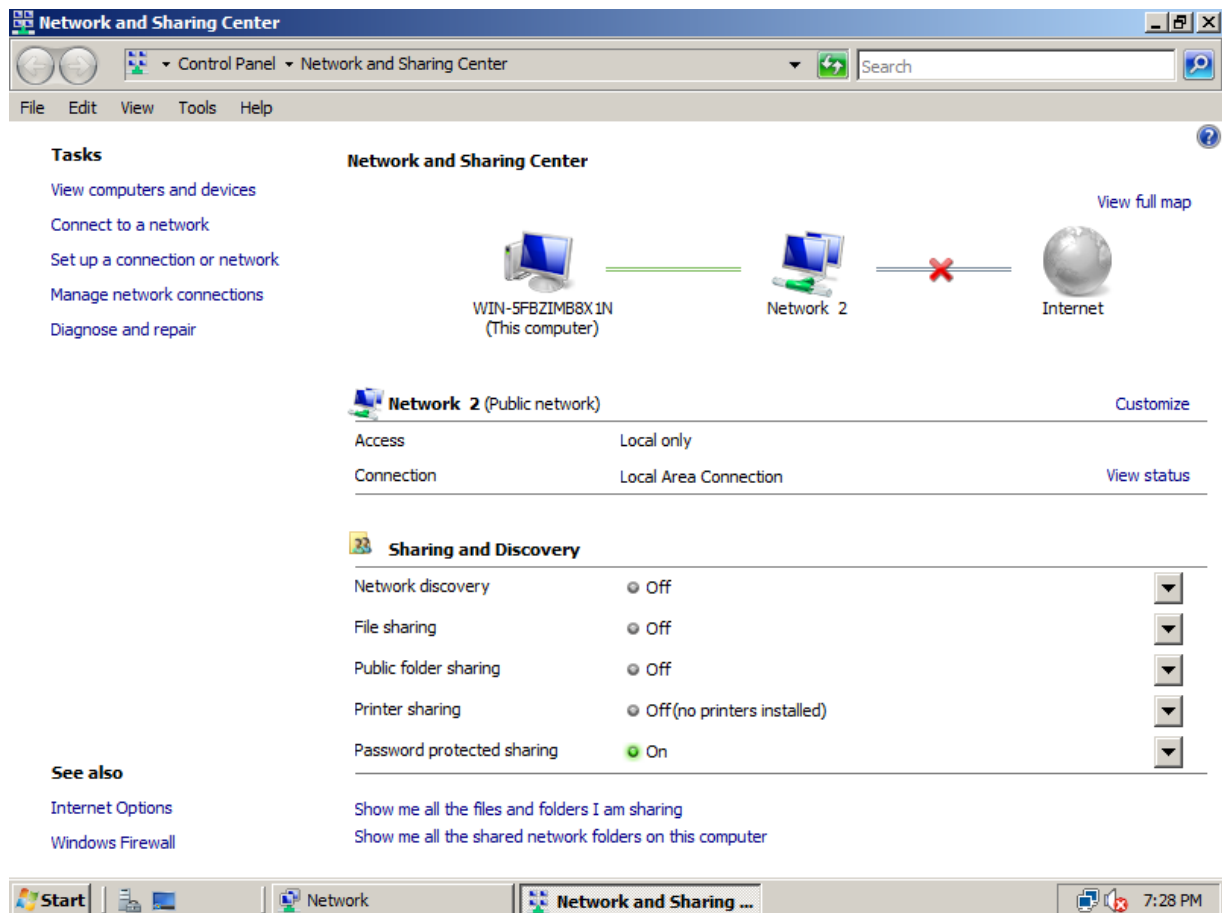 Network and Sharing Center
Control Panel Network and Sharing Center
Search
File Edit View Tools Help
Tasks
View computers and devices
Connect to a network
Set up a connection or network
Manage network connections
Diagnose and repair
Network and Sharing Center
View full map
WIN-5FBZIMB8X1N
(This computer)
Network 2
Internet
Network 2 (Public network) Customize
Access Local only
Connection Local Area Connection View status
Sharing and Discovery
Network discovery Off
File sharing Off
Public folder sharing Off
Printer sharing Off(no printers installed)
Password protected sharing On
See also
Internet Options
Windows Firewall
Show me all the files and folders I am sharing
Show me all the shared network folders on this computer
Start Network Network and Sharing ... 7:28 PM